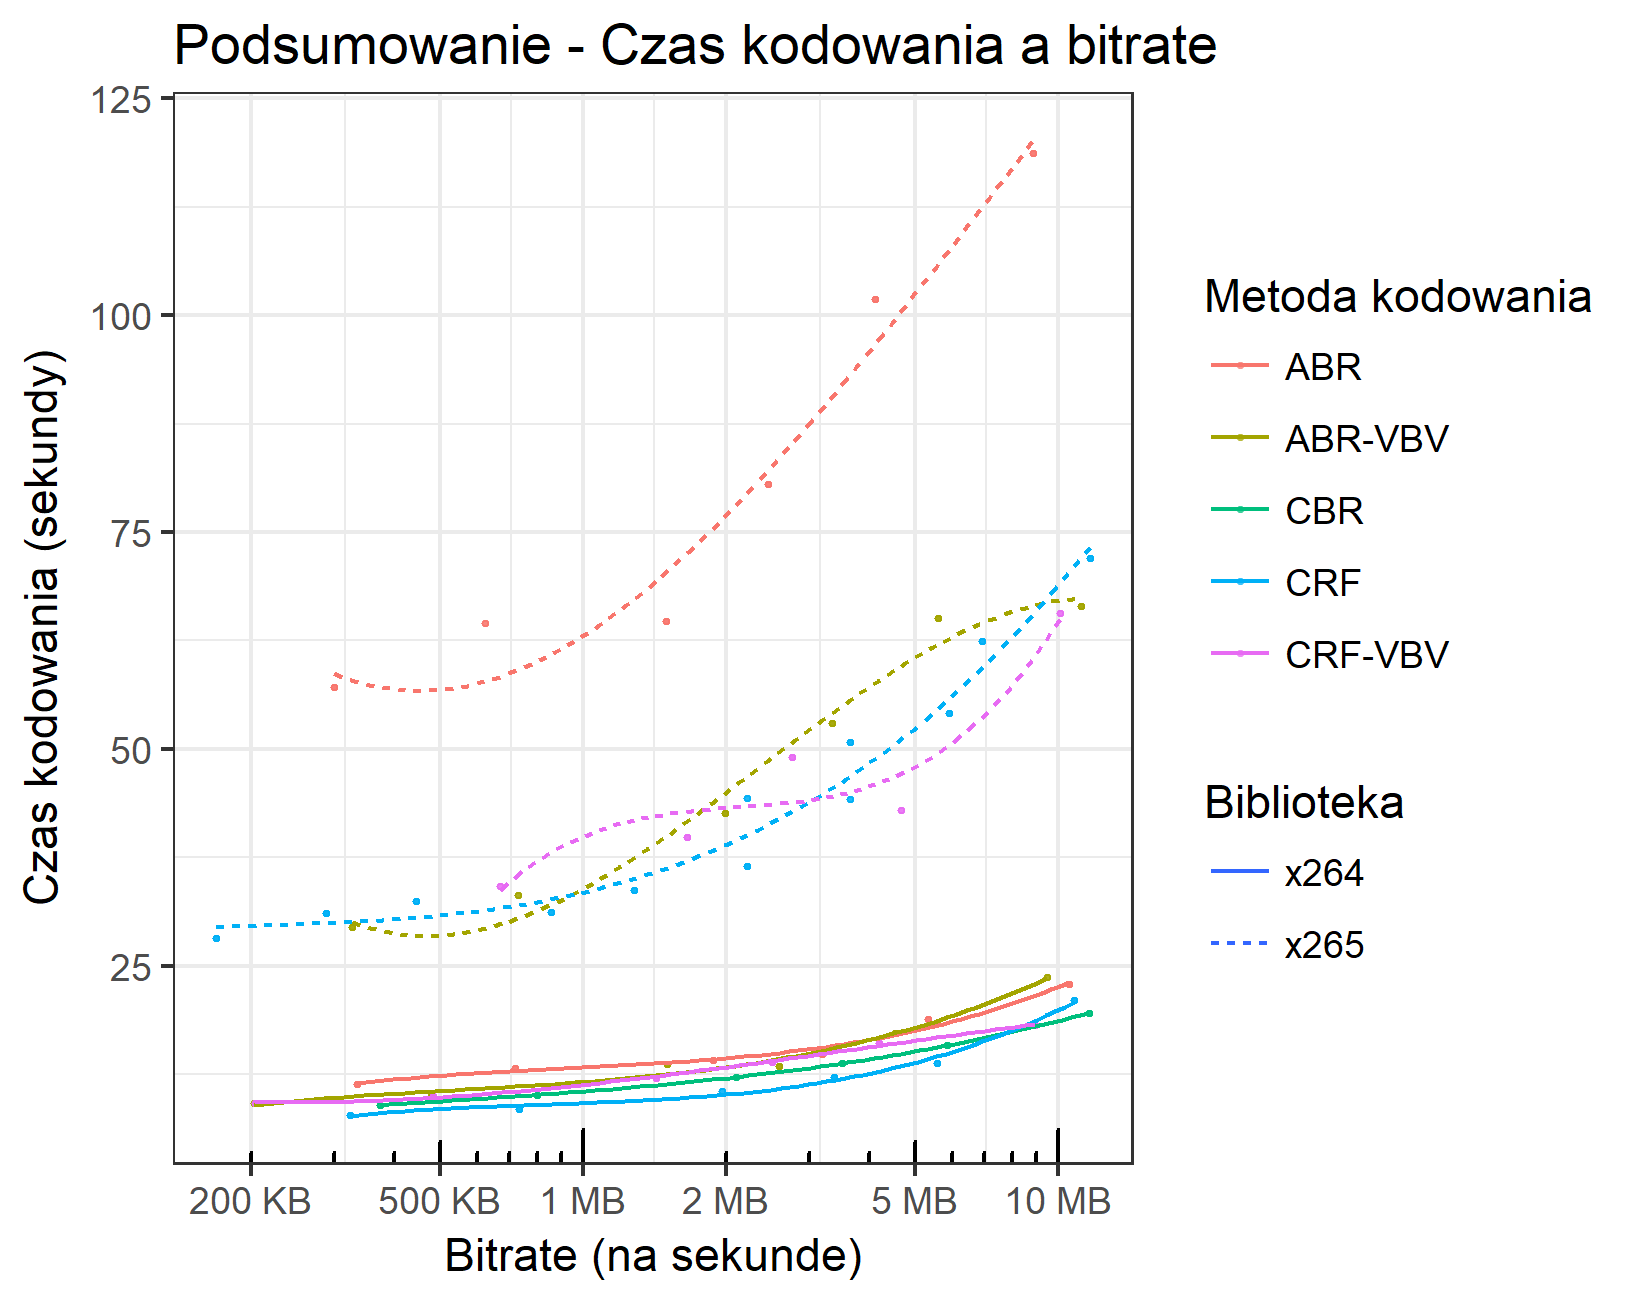 Podsumowanie - Czas kodowania a bitrate
125
100
75
50
25
Czas kodowania (sekundy)
200 KB
500 KB
1 MB
2 MB
5 MB
10 MB
Bitrate (na sekunde)
Metoda kodowania
ABR
ABR-VBV
CBR
CRF
CRF-VBV
Biblioteka
x264
x265